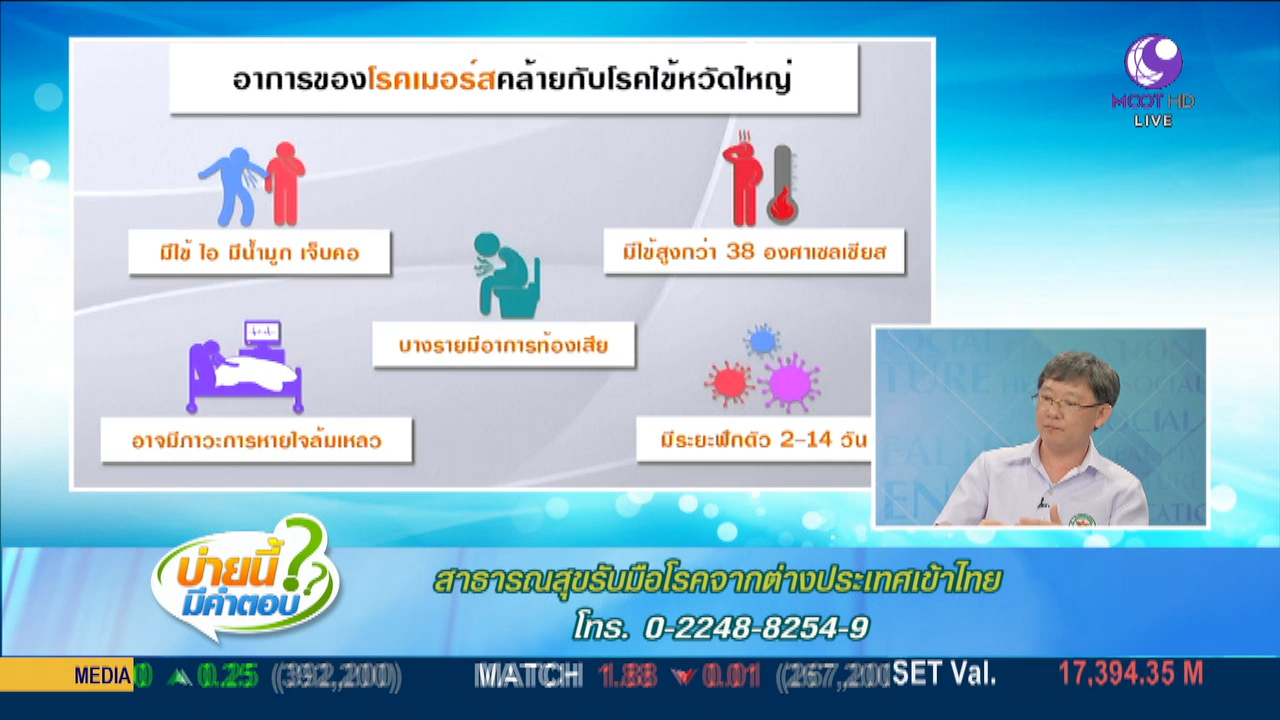 อาการของโรคเมอร์สคล้ายกับโรคไข้หวัดใหญ่
MCOT HD
LIVE
มีไข้ ไอ มีน้ำมูก เจ็บคอ
มีไข้สูงกว่า 38 องศาเซลเซียส
บางรายมีอาการท้องเสีย
อาจมีภาวะการหายใจล้มเหลว
มีระยะฟักตัว 2-14 วัน
SOCIAL
TURE
SOCIAL
SOCIAL
EN
บ่ายนี้
มีคำตอบ
สาธารณสุขรับมือโรคจากต่างประเทศเข้าไทย
โทร. 0-2248-8254-9
MEDIA 0 0.25 (392,200) MATCH 1.88 0.01 (267,200 SET Val. 17,394.35 M